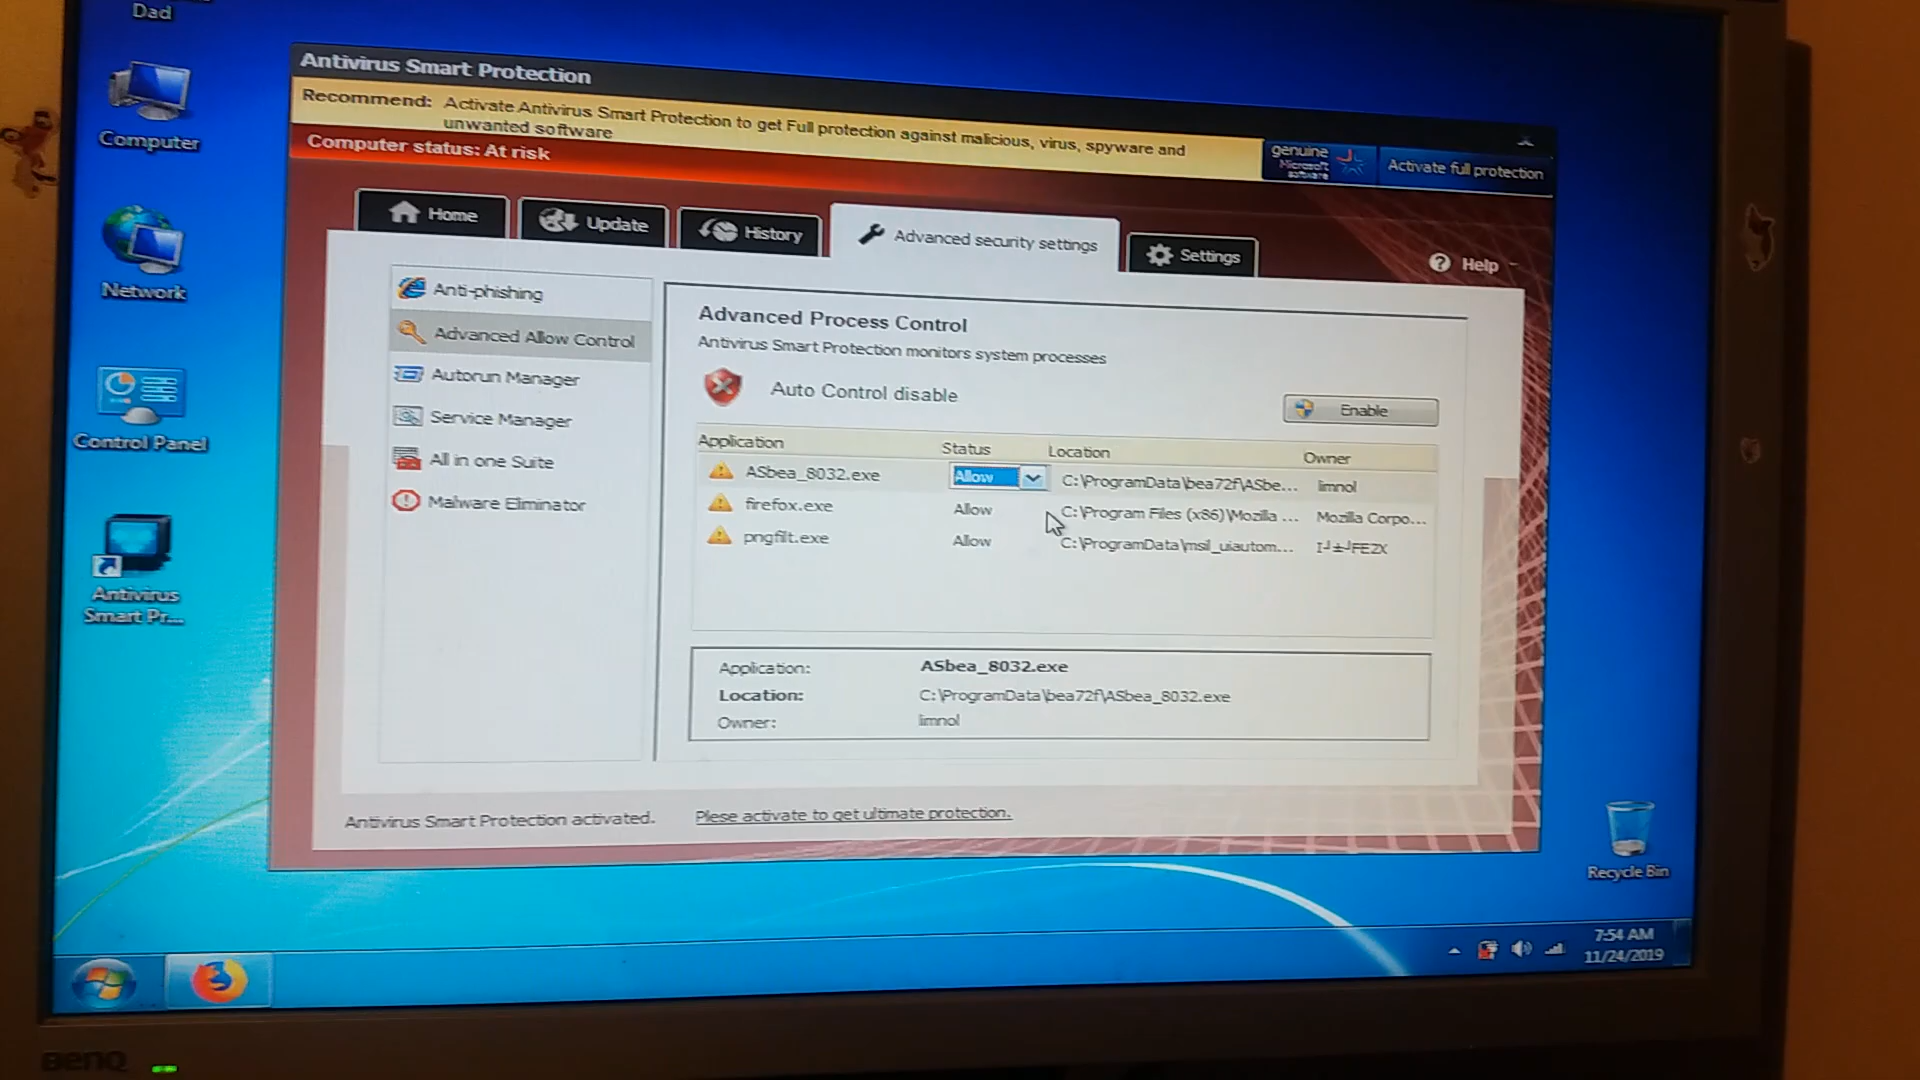 Dad
Computer
Network
Control Panel
Antivirus
Smart Pr...
Antivirus Smart Protection
Recommend: Activate Antivirus Smart Protection to get Full protection against malicious, virus, spyware and
unwanted software
Computer status: At risk
genuine
Microsoft
software
Activate full protection
Home
Update
History
Advanced security settings
Settings
Help
Anti-phishing
Advanced Allow Control
Autorun Manager
Service Manager
All in one Suite
Malware Eliminator
Advanced Process Control
Antivirus Smart Protection monitors system processes
Auto Control disable
Enable
Application Status Location Owner
ASbea_8032.exe Allow C:\ProgramData\bea72f\ASbe... limnol
firefox.exe Allow C:\Program Files (x86)\Mozilla ... Mozilla Corpo...
pngfilt.exe Allow C:\ProgramData\msil_uiautom...
Application: ASbea_8032.exe
Location: C:\ProgramData\bea72f\ASbea_8032.exe
Owner: limnol
Antivirus Smart Protection activated. Plese activate to get ultimate protection.
Recycle Bin
7:54 AM
11/24/2019
BenQ